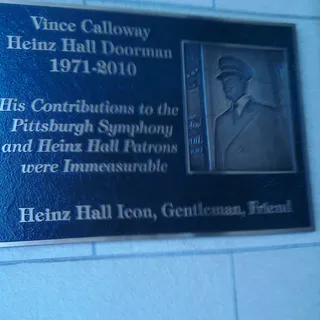 Vince Calloway
Heinz Hall Doorman
1971-2010
His Contributions to the
Pittsburgh Symphony
and Heinz Hall Patrons
were Immeasurable
Heinz Hall Icon, Gentleman, Friend